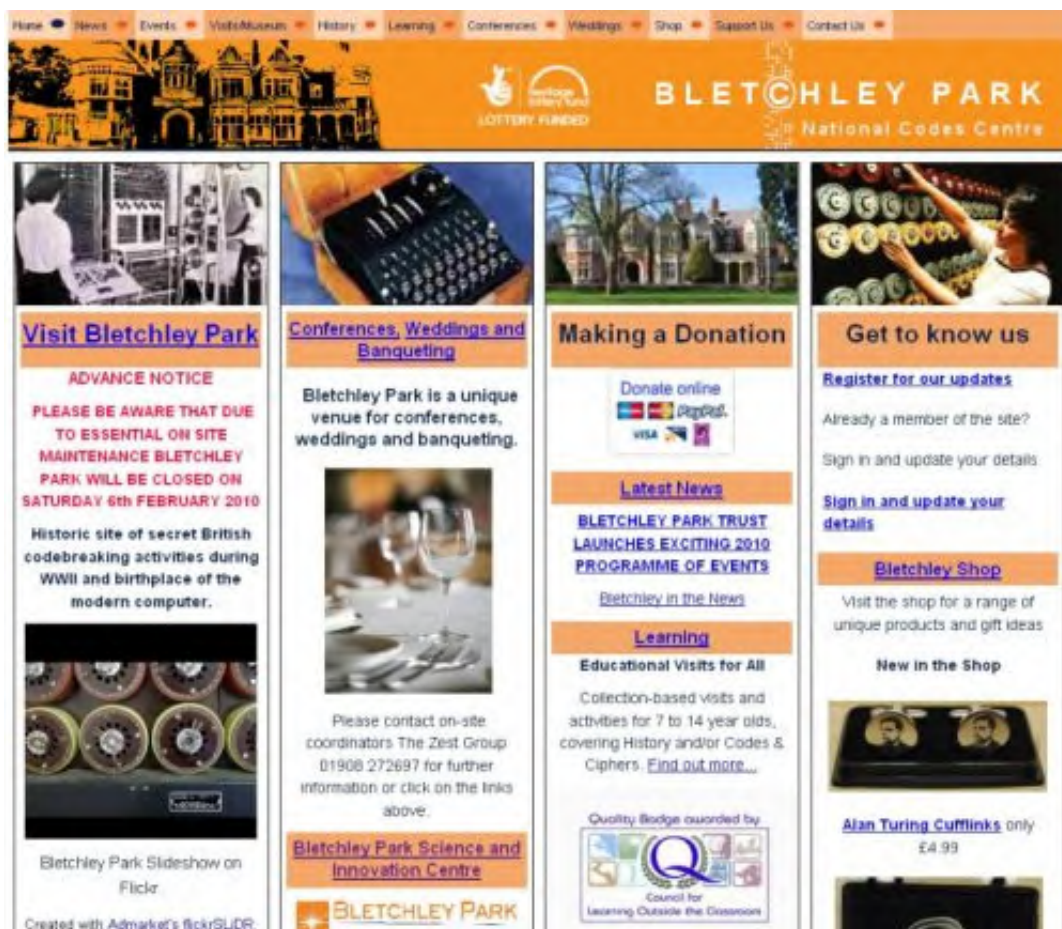 Home News Events Visits/Museum History Learning Conferences Weddings Shop Support Us Contact Us
heritage
lottery fund
LOTTERY FUNDED
BLETCHLEY PARK
National Codes Centre
Visit Bletchley Park
ADVANCE NOTICE
PLEASE BE AWARE THAT DUE
TO ESSENTIAL ON SITE
MAINTENANCE BLETCHLEY
PARK WILL BE CLOSED ON
SATURDAY 6th FEBRUARY 2010
Historic site of secret British
codebreaking activities during
WWII and birthplace of the
modern computer.
Bletchley Park Slideshow on
Flickr
Created with Admarket's flickrSLiDR.
Conferences, Weddings and
Banqueting
Bletchley Park is a unique
venue for conferences,
weddings and banqueting.
Please contact on-site
coordinators The Zest Group
01908 272697 for further
information or click on the links
above.
Bletchley Park Science and
Innovation Centre
BLETCHLEY PARK
Making a Donation
Donate online
PayPal
VISA
Latest News
BLETCHLEY PARK TRUST
LAUNCHES EXCITING 2010
PROGRAMME OF EVENTS
Bletchley in the News
Learning
Educational Visits for All
Collection-based visits and
activities for 7 to 14 year olds,
covering History and/or Codes &
Ciphers. Find out more...
Quality Badge awarded by
Q
Council for
Learning Outside the Classroom
Get to know us
Register for our updates
Already a member of the site?
Sign in and update your details
Sign in and update your
details
Bletchley Shop
Visit the shop for a range of
unique products and gift ideas
New in the Shop
Alan Turing Cufflinks only
£4.99